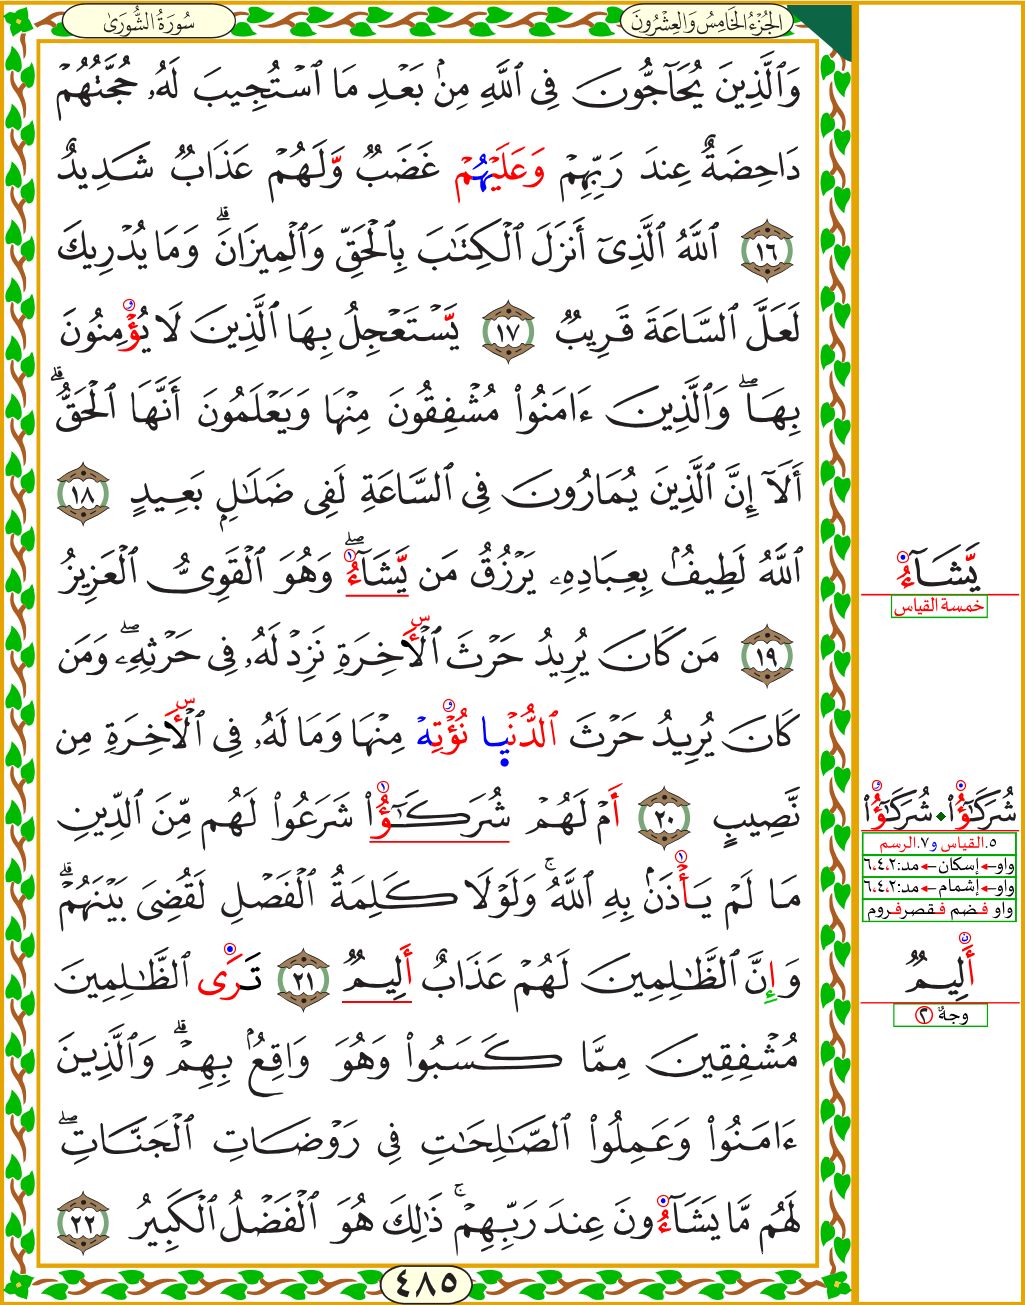 الجُزْءُ الخَامِسُ وَالعِشْرُونَ
سُورَةُ الشُّورَىٰ
وَٱلَّذِينَ يُحَآجُّونَ فِى ٱللَّهِ مِنۢ بَعْدِ مَا ٱسْتُجِيبَ لَهُۥ حُجَّتُهُمْ
دَاحِضَةٌ عِندَ رَبِّهِمْ وَعَلَيْهُمْ غَضَبٌ وَّلَهُمْ عَذَابٌ شَدِيدٌ
١٦ ٱللَّهُ ٱلَّذِىٓ أَنزَلَ ٱلْكِتَٰبَ بِٱلْحَقِّ وَٱلْمِيزَانَ ۗ وَمَا يُدْرِيكَ
لَعَلَّ ٱلسَّاعَةَ قَرِيبٌ ١٧ يَّسْتَعْجِلُ بِهَا ٱلَّذِينَ لَا يُؤْمِنُونَ
بِهَا ۖ وَٱلَّذِينَ ءَامَنُوا۟ مُشْفِقُونَ مِنْهَا وَيَعْلَمُونَ أَنَّهَا ٱلْحَقُّ ۗ
أَلَآ إِنَّ ٱلَّذِينَ يُمَارُونَ فِى ٱلسَّاعَةِ لَفِى ضَلَٰلٍۭ بَعِيدٍ ١٨
ٱللَّهُ لَطِيفٌۢ بِعِبَادِهِۦ يَرْزُقُ مَن يَّشَآءُ ۖ وَهُوَ ٱلْقَوِىُّ ٱلْعَزِيزُ
١٩ مَن كَانَ يُرِيدُ حَرْثَ ٱلْأَخِرَةِ نَزِدْ لَهُۥ فِى حَرْثِهِۦ ۖ وَمَن
كَانَ يُرِيدُ حَرْثَ ٱلدُّنْيا نُؤْتِهْ مِنْهَا وَمَا لَهُۥ فِى ٱلْأَخِرَةِ مِن
نَّصِيبٍ ٢٠ أَمْ لَهُمْ شُرَكَٰٓؤُا۟ شَرَعُوا۟ لَهُم مِّنَ ٱلدِّينِ
مَا لَمْ يَأْذَنۢ بِهِ ٱللَّهُ ۚ وَلَوْلَا كَلِمَةُ ٱلْفَصْلِ لَقُضِىَ بَيْنَهُمْ ۗ
وَإِنَّ ٱلظَّٰلِمِينَ لَهُمْ عَذَابٌ أَلِيمٌ ٢١ تَرَى ٱلظَّٰلِمِينَ
مُشْفِقِينَ مِمَّا كَسَبُوا۟ وَهُوَ وَاقِعٌۢ بِهِمْ ۗ وَٱلَّذِينَ
ءَامَنُوا۟ وَعَمِلُوا۟ ٱلصَّٰلِحَٰتِ فِى رَوْضَاتِ ٱلْجَنَّاتِ ۖ
لَهُم مَّا يَشَآءُونَ عِندَ رَبِّهِمْ ۚ ذَٰلِكَ هُوَ ٱلْفَضْلُ ٱلْكَبِيرُ ٢٢
٤٨٥
يَّشَآءُ
خمسة القياس
شُرَكَٰٓؤُا۟ شُرَكَٰٓؤُا۟
٥.القياس و٧.الرسم
واو←إسكان←مد:٦،٤،٢
واو←إشمام←مد:٦،٤،٢
واو فضم فقصرفروم
أَلِيمٌ
وجهٌ ٢